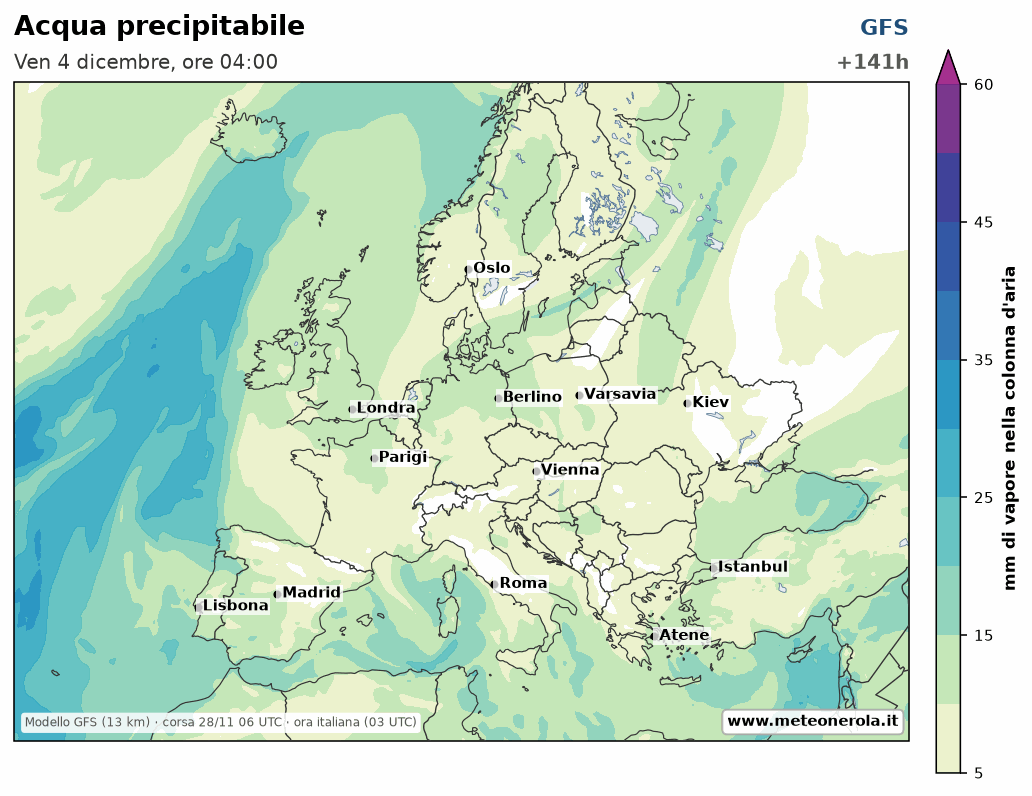 Acqua precipitabile
GFS
Ven 4 dicembre, ore 04:00
+141h
60
45
35
25
15
5
mm di vapore nella colonna d'aria
Oslo
Berlino
Varsavia
Kiev
Londra
Parigi
Vienna
Istanbul
Roma
Madrid
Lisbona
Atene
Modello GFS (13 km) · corsa 28/11 06 UTC · ora italiana (03 UTC)
www.meteonerola.it